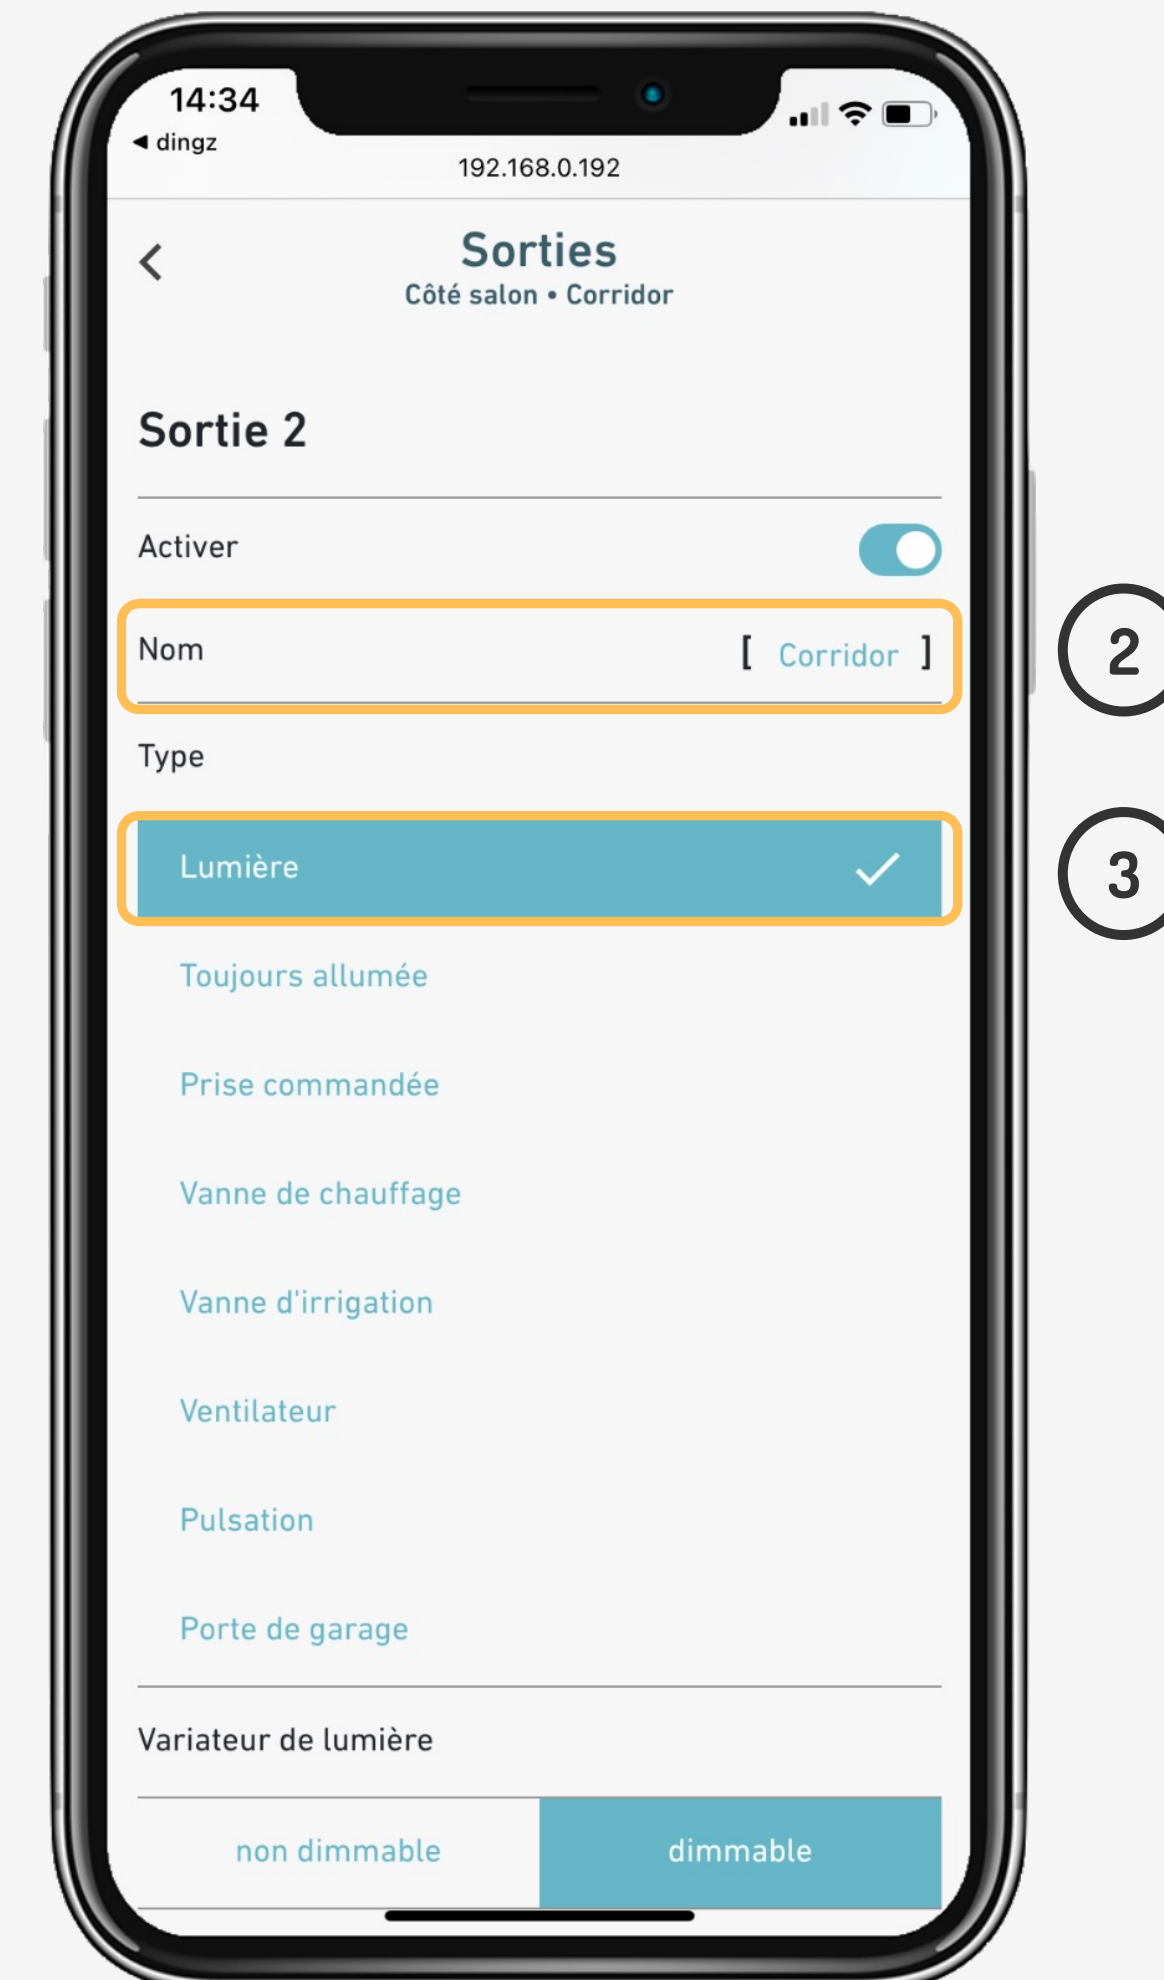 14:34
◀ dingz
192.168.0.192
Sorties
Côté salon • Corridor
Sortie 2
Activer
Nom [ Corridor ]
2
Type
Lumière
3
Toujours allumée
Prise commandée
Vanne de chauffage
Vanne d'irrigation
Ventilateur
Pulsation
Porte de garage
Variateur de lumière
non dimmable dimmable